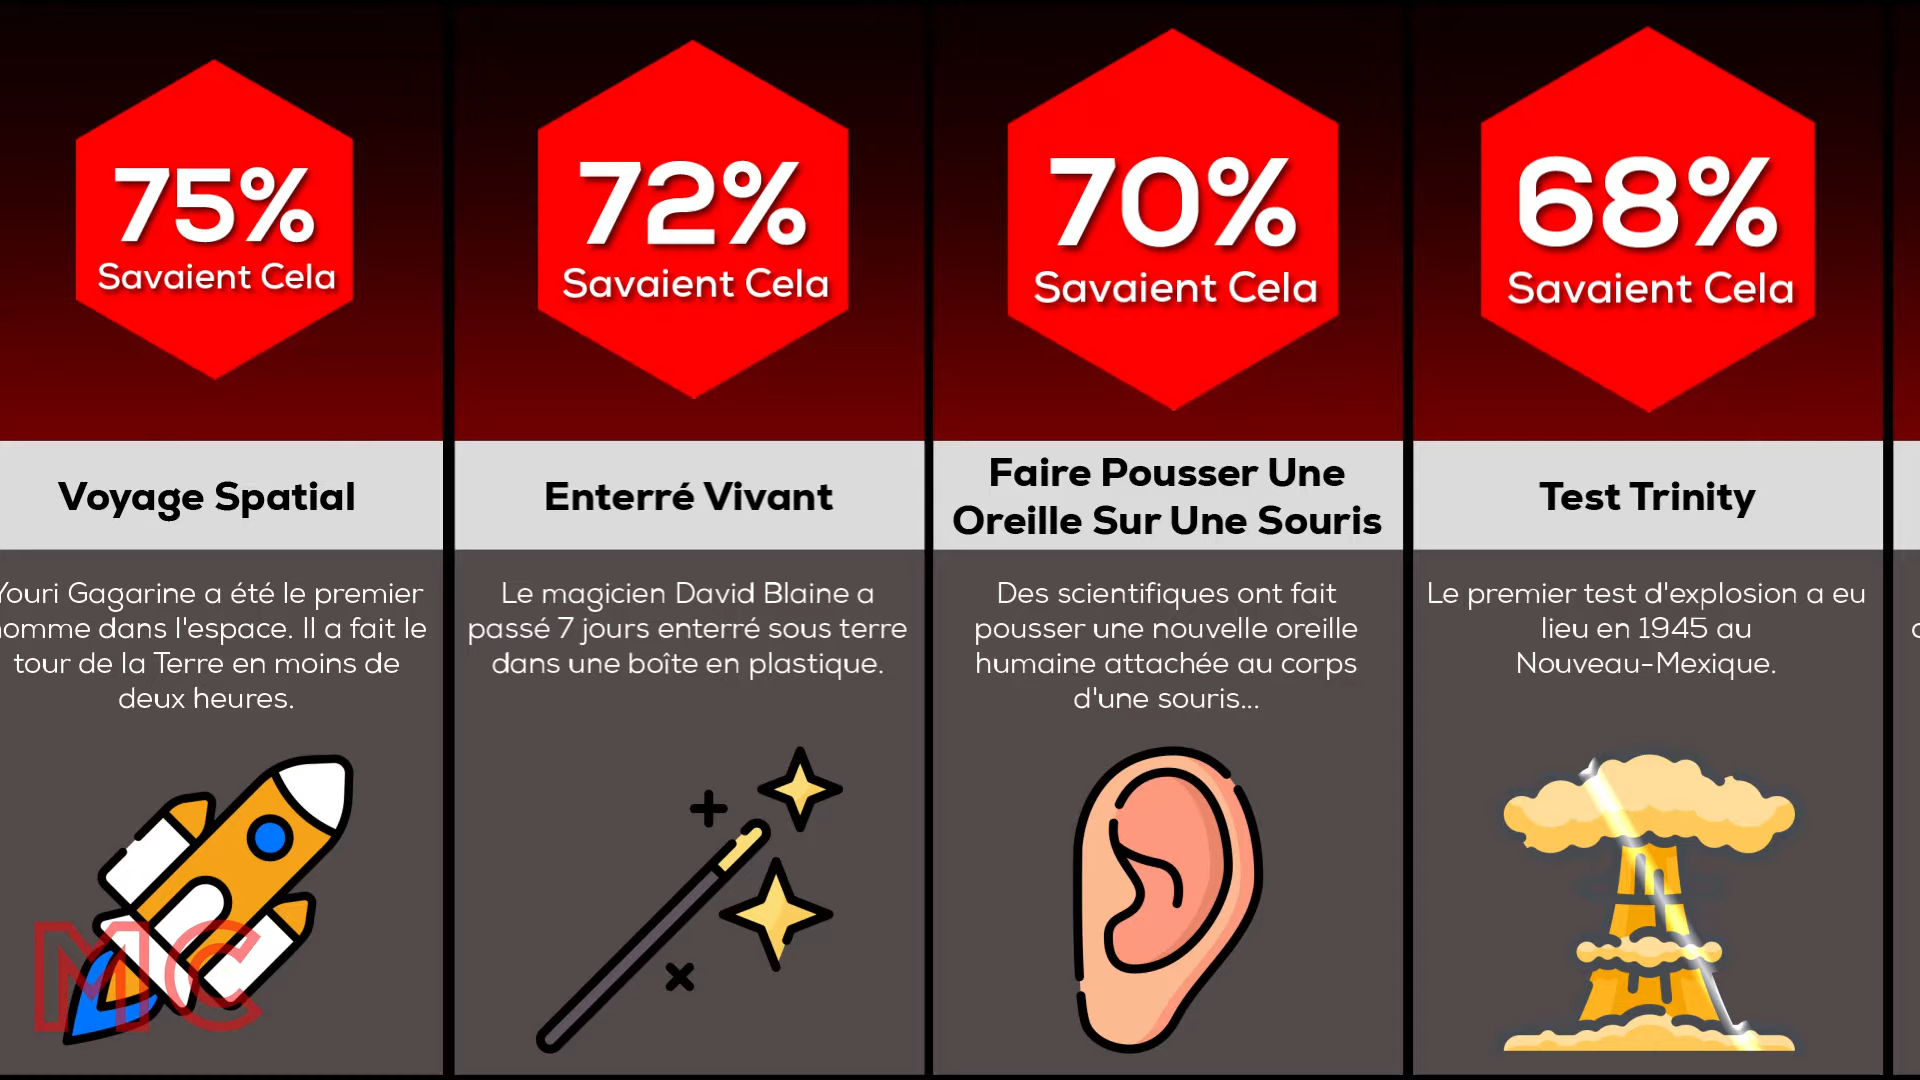 75%
Savaient Cela
Voyage Spatial
Youri Gagarine a été le premier
homme dans l'espace. Il a fait le
tour de la Terre en moins de
deux heures.
MC
72%
Savaient Cela
Enterré Vivant
Le magicien David Blaine a
passé 7 jours enterré sous terre
dans une boîte en plastique.
70%
Savaient Cela
Faire Pousser Une
Oreille Sur Une Souris
Des scientifiques ont fait
pousser une nouvelle oreille
humaine attachée au corps
d'une souris...
68%
Savaient Cela
Test Trinity
Le premier test d'explosion a eu
lieu en 1945 au
Nouveau-Mexique.